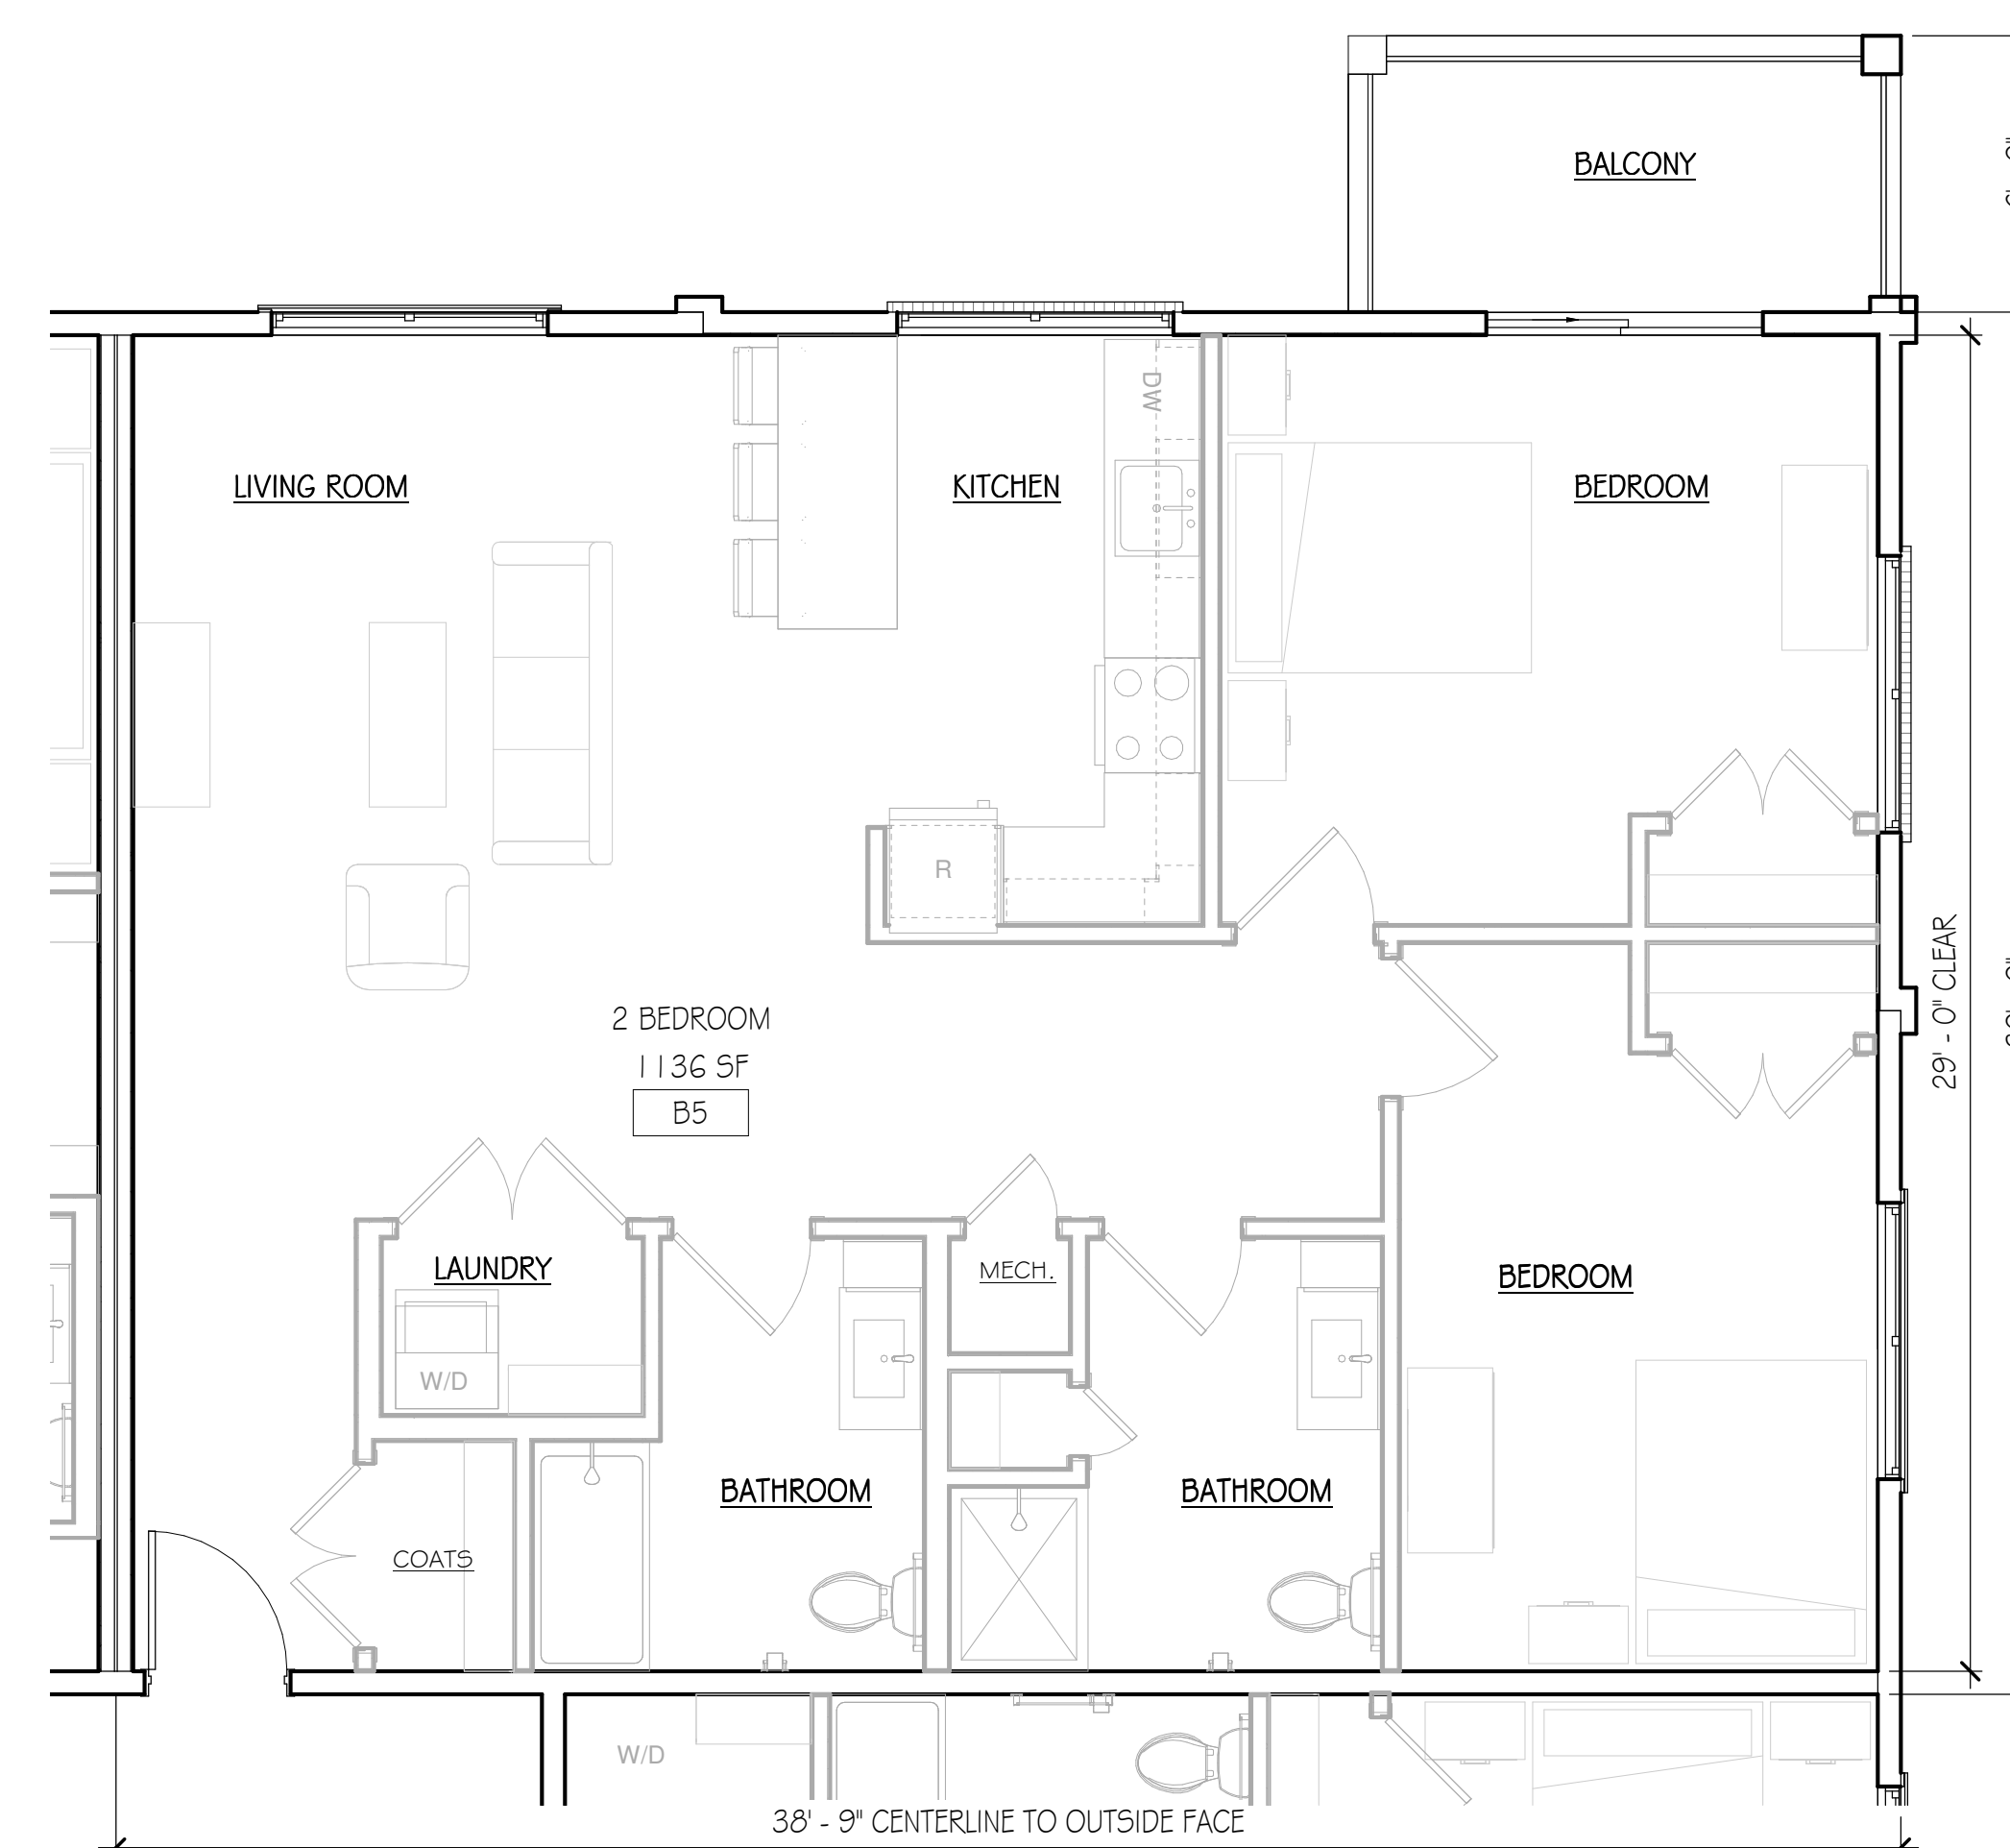 BALCONY
LIVING ROOM
KITCHEN
DW
BEDROOM
R
29' - 0" CLEAR
2 BEDROOM
1136 SF
B5
LAUNDRY
MECH.
BEDROOM
W/D
BATHROOM
BATHROOM
COATS
W/D
38' - 9" CENTERLINE TO OUTSIDE FACE